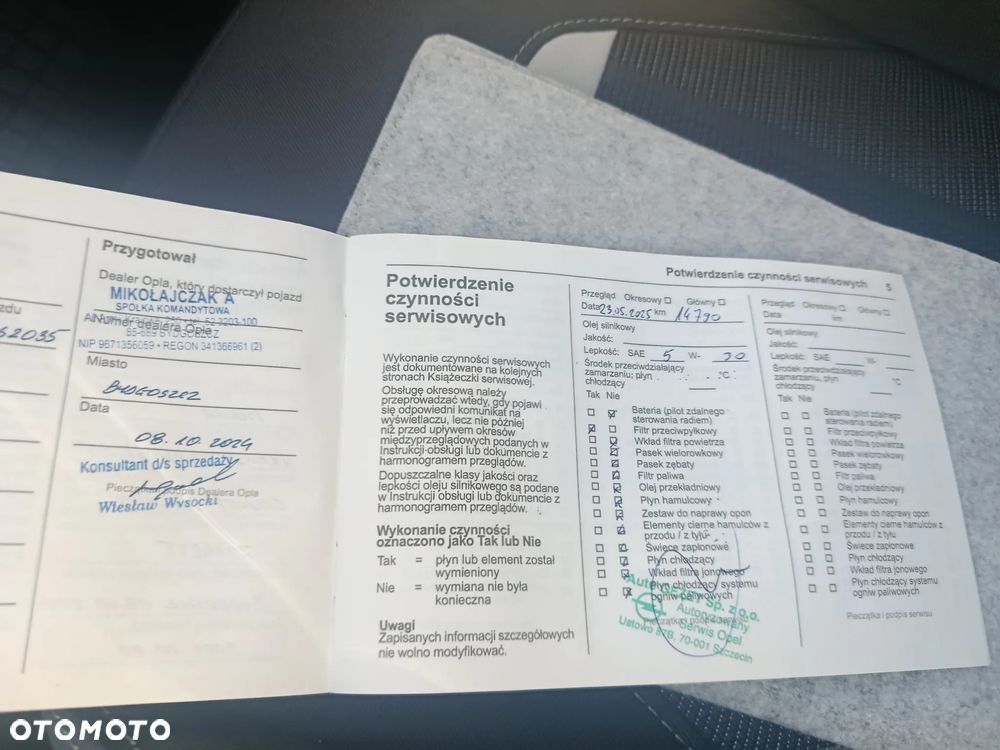 zdu
62035
Przygotował
Dealer Opla, który dostarczył pojazd
MIKOŁAJCZAK A
SPÓŁKA KOMANDYTOWA
Numer dealera Opla
NIP 9671356059 • REGON 341366961 (2)
Miasto
BYDGOSZCZ
Data
08.10.2024
Konsultant d/s sprzedaży
Pieczątka i podpis Dealera Opla
Wiesław Wysocki
Potwierdzenie
czynności
serwisowych
Wykonanie czynności serwisowych
jest dokumentowane na kolejnych
stronach Książeczki serwisowej.
Obsługę okresową należy
przeprowadzać wtedy, gdy pojawi
się odpowiedni komunikat na
wyświetlaczu, lecz nie później
niż przed upływem okresów
międzyprzeglądowych podanych w
Instrukcji obsługi lub dokumencie z
harmonogramem przeglądów.
Dopuszczalne klasy jakości oraz
lepkości oleju silnikowego są podane
w Instrukcji obsługi lub dokumencie z
harmonogramem przeglądów.
Wykonanie czynności
oznaczono jako Tak lub Nie
Tak = płyn lub element został
wymieniony
Nie = wymiana nie była
konieczna
Uwagi
Zapisanych informacji szczegółowych
nie wolno modyfikować.
Potwierdzenie czynności serwisowych 5
Przegląd Okresowy Główny
Data 23.05.2025 km 14790
Olej silnikowy
Jakość:
Lepkość: SAE 5 W- 30
Środek przeciwdziałający
zamarzaniu; płyn
chłodzący °C
Tak Nie
Bateria (pilot zdalnego
sterowania radiem)
Filtr przeciwpyłkowy
Wkład filtra powietrza
Pasek wielorowkowy
Pasek zębaty
Filtr paliwa
Olej przekładniowy
Płyn hamulcowy
Zestaw do naprawy opon
Elementy cierne hamulców z
przodu / z tyłu
Świece zapłonowe
Płyn chłodzący
Wkład filtra jonowego
Płyn chłodzący systemu
ogniw paliwowych
Sp. z o.o.
Autoryzowany
Serwis Opel
Ustowo 67B, 70-001 Szczecin
Przegląd Okresowy Główny
Data km
Olej silnikowy
Jakość:
Lepkość: SAE W-
Środek przeciwdziałający
zamarzaniu; płyn
chłodzący °C
Tak Nie
Bateria (pilot zdalnego
sterowania radiem)
Filtr przeciwpyłkowy
Wkład filtra powietrza
Pasek wielorowkowy
Pasek zębaty
Filtr paliwa
Olej przekładniowy
Płyn hamulcowy
Zestaw do naprawy opon
Elementy cierne hamulców z
przodu / z tyłu
Świece zapłonowe
Płyn chłodzący
Wkład filtra jonowego
Płyn chłodzący systemu
ogniw paliwowych
Pieczątka i podpis serwisu
OTOMOTO